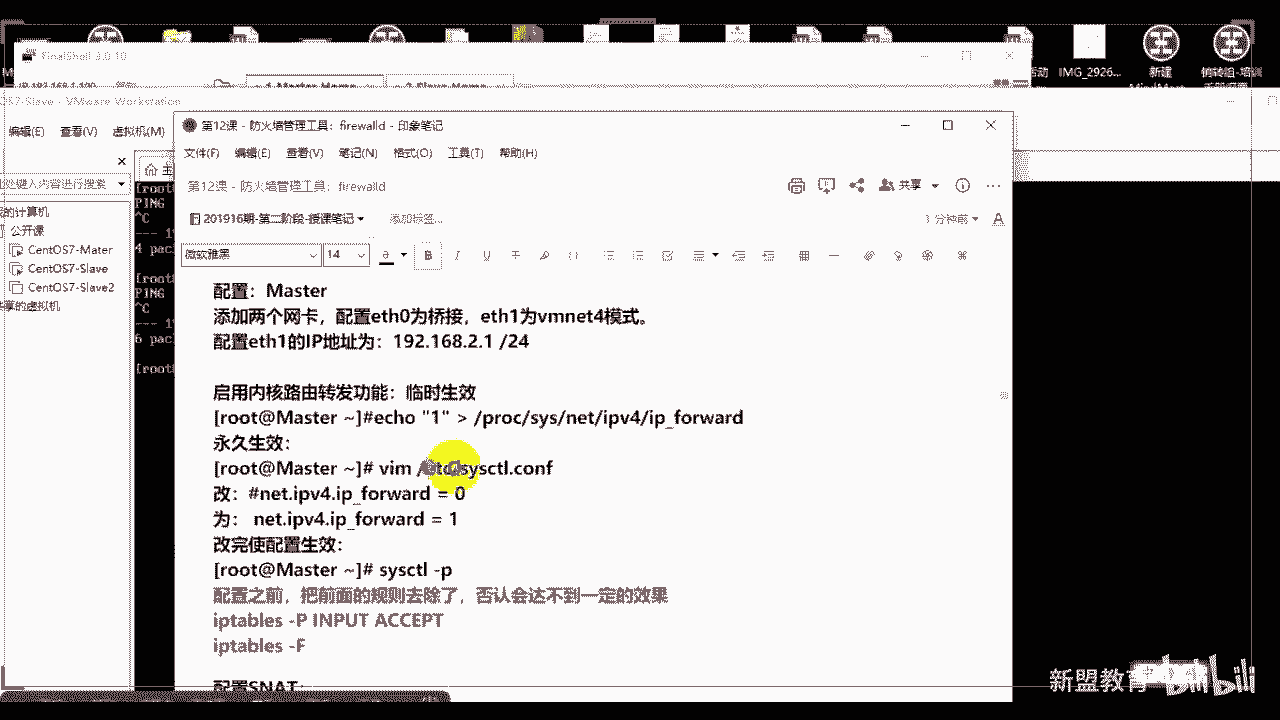 FinalShell 3.0.10
IMG_2926...
新建
OS7-Slave - VMware Workstation
编辑(E) 查看(V) 虚拟机(M)
处键入内容进行搜索
我的计算机
公开课
CentOS7-Mater
CentOS7-Slave
CentOS7-Slave2
共享的虚拟机
[root
PING
^C
--- 1
4 pac
[root
PING
^C
--- 1
6 pac
[root
第12课 - 防火墙管理工具：firewalld - 印象笔记
文件(F) 编辑(E) 查看(V) 笔记(N) 格式(O) 工具(T) 帮助(H)
第12课 - 防火墙管理工具：firewalld
共享
201916期-第二阶段-授课笔记
添加标签...
3 分钟前
微软雅黑 14
配置：Master
添加两个网卡，配置eth0为桥接，eth1为vmnet4模式。
配置eth1的IP地址为：192.168.2.1 /24
启用内核路由转发功能：临时生效
[root@Master ~]#echo "1" > /proc/sys/net/ipv4/ip_forward
永久生效：
[root@Master ~]# vim /etc/sysctl.conf
改：#net.ipv4.ip_forward = 0
为： net.ipv4.ip_forward = 1
改完使配置生效：
[root@Master ~]# sysctl -p
配置之前，把前面的规则去除了，否认会达不到一定的效果
iptables -P INPUT ACCEPT
iptables -F
配置SNAT：
新盟教育
bilibili